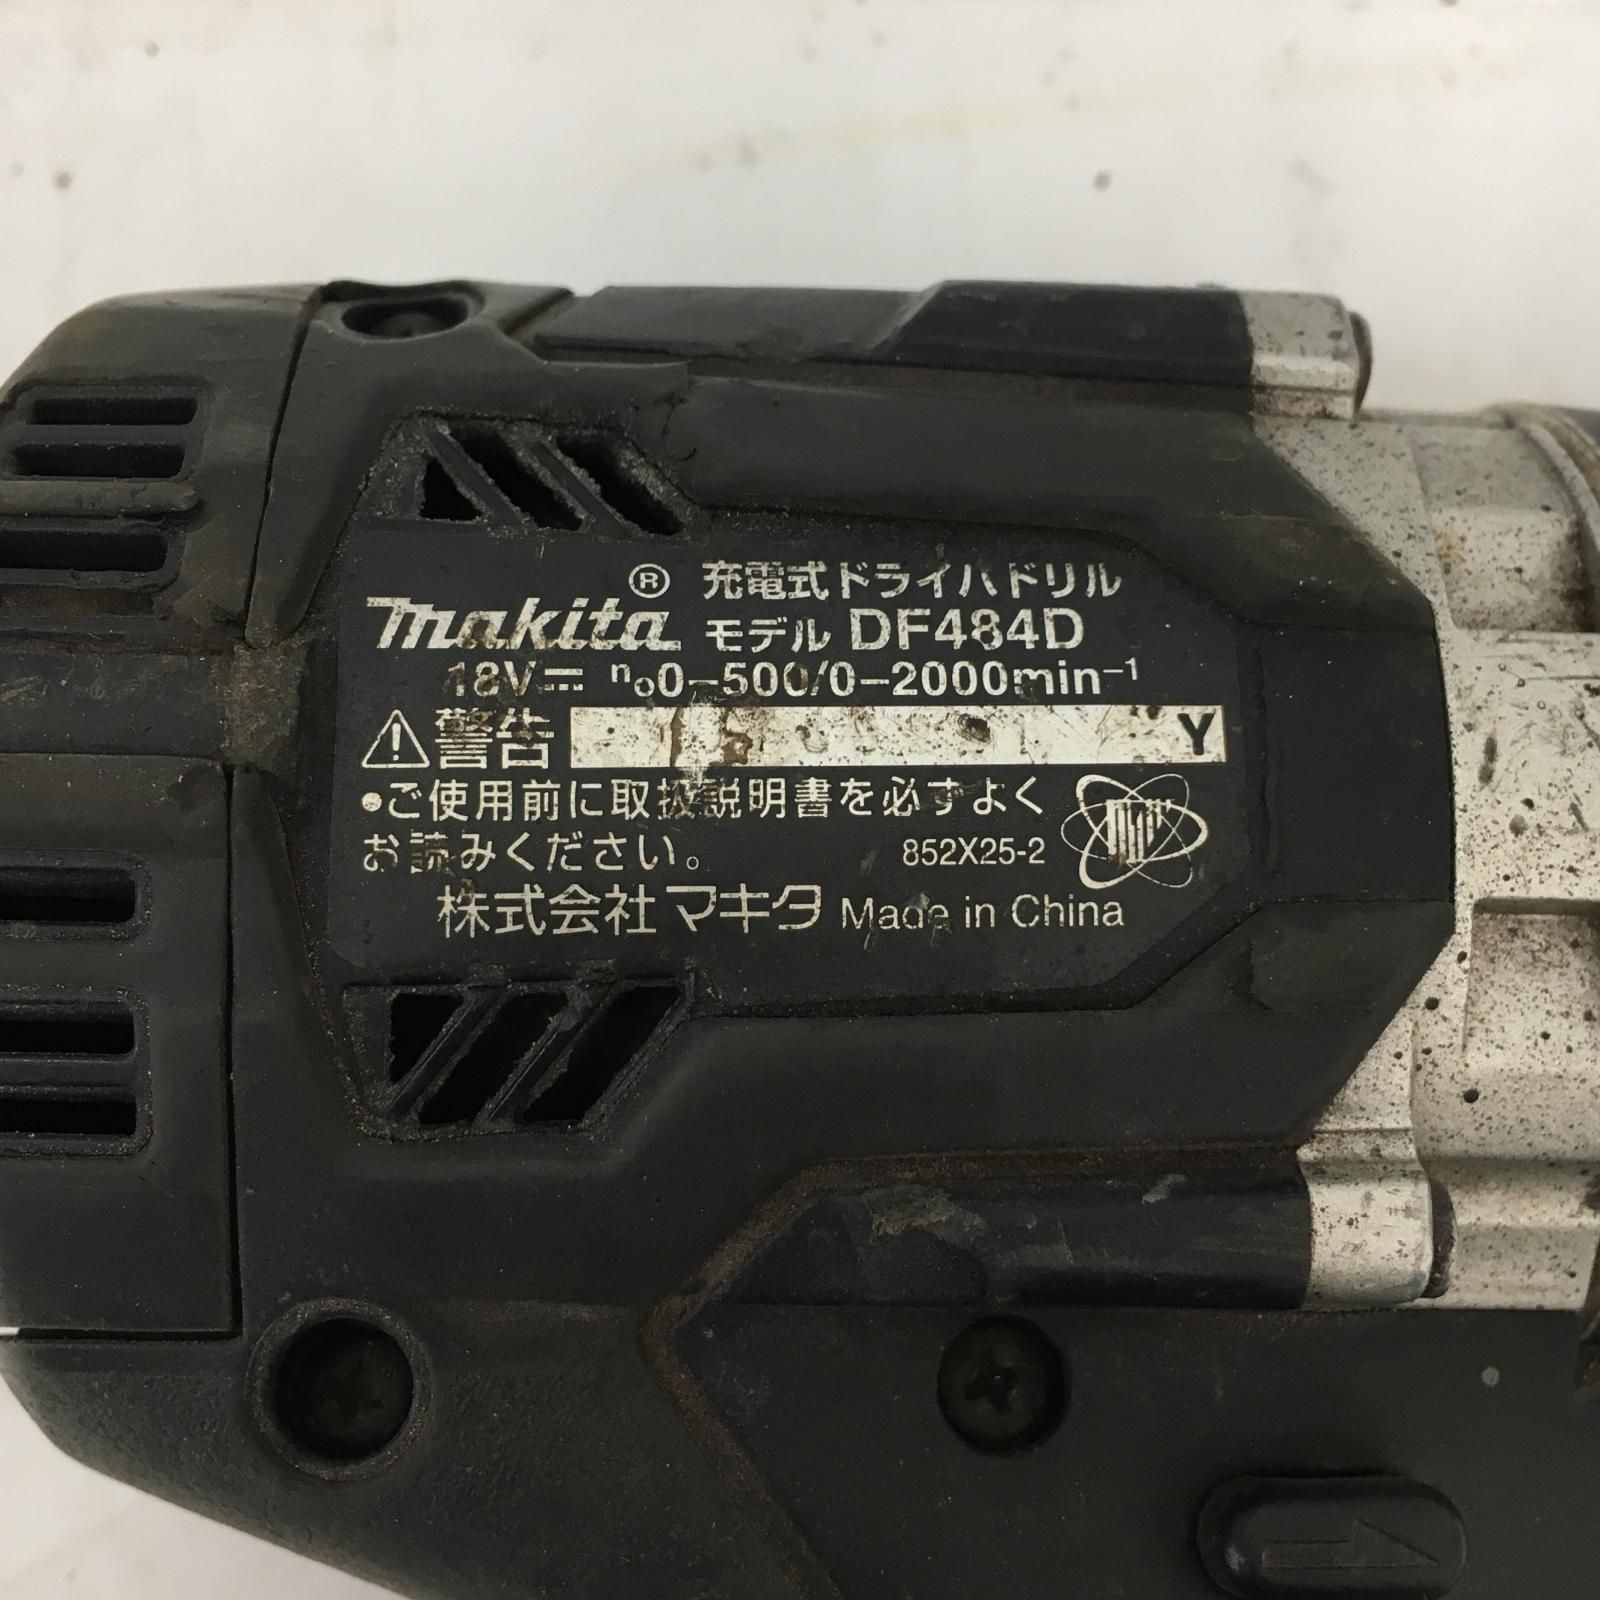 makita® 充電式ドライバドリル
モデル DF484D
18V⎓ n₀0-500/0-2000min⁻¹
⚠警告 Y
●ご使用前に取扱説明書を必ずよく
お読みください。 852X25-2
株式会社マキタ Made in China